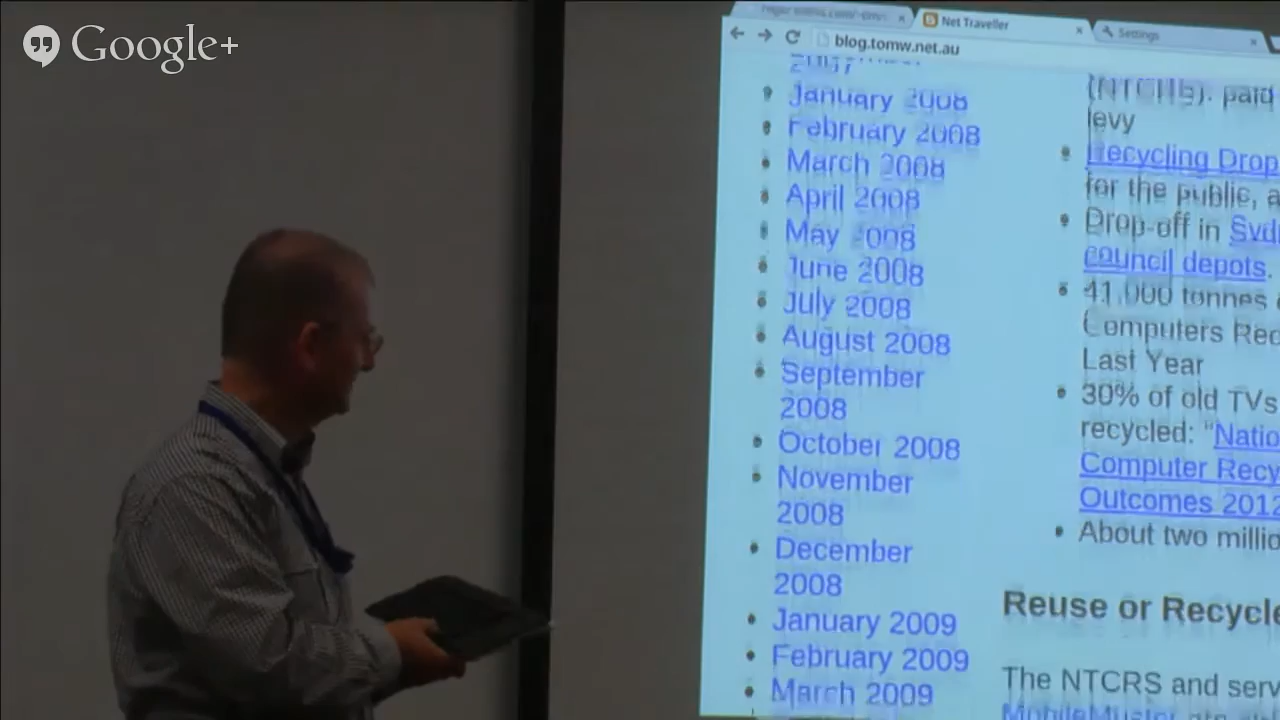 Google+
Net Traveller
Settings
blog.tomw.net.au
2007
January 2008
February 2008
March 2008
April 2008
May 2008
June 2008
July 2008
August 2008
September
2008
October 2008
November
2008
December
2008
January 2009
February 2009
March 2009
paid
levy
Recycling Drop
for the public, a
Drop-off in Syd
council depots.
41,000 tonnes
Computers Rec
Last Year
30% of old TVs
recycled: "Natio
Computer Recy
Outcomes 2012
About two millio
Reuse or Recycle
The NTCRS and serv
MobileMuster